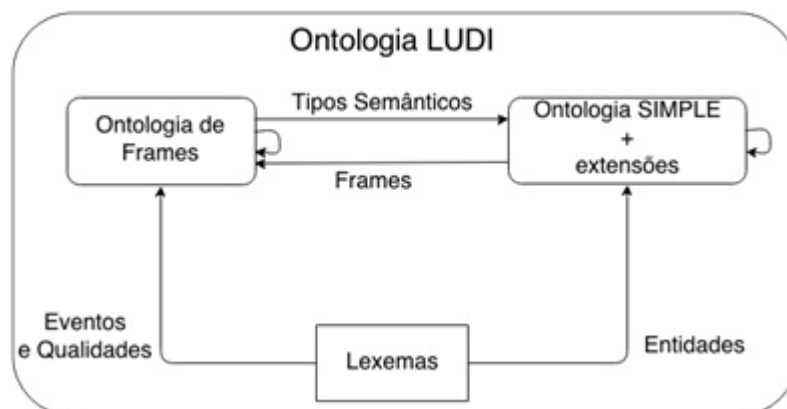 Ontologia LUDI
Tipos Semânticos
Ontologia de
Frames
Ontologia SIMPLE
+
extensões
Frames
Eventos
e Qualidades
Lexemas
Entidades